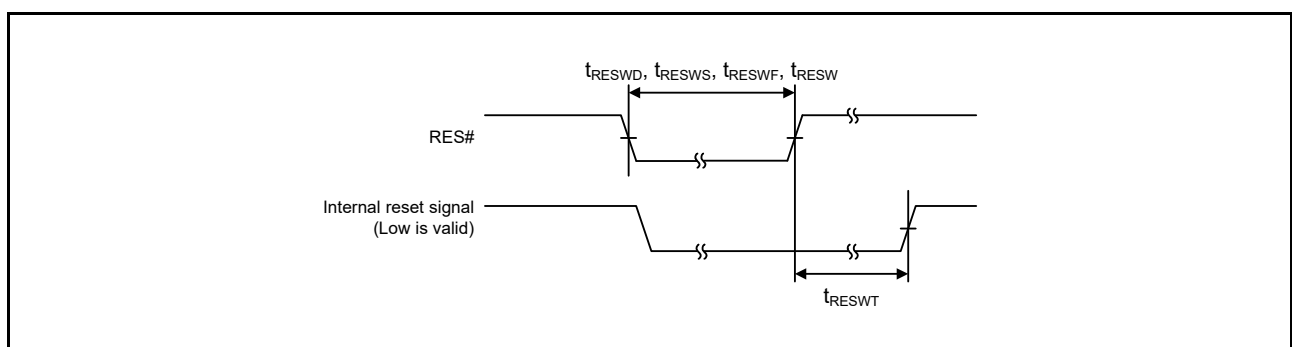 tRESWD, tRESWS, tRESWF, tRESW
RES#
Internal reset signal
(Low is valid)
tRESWT